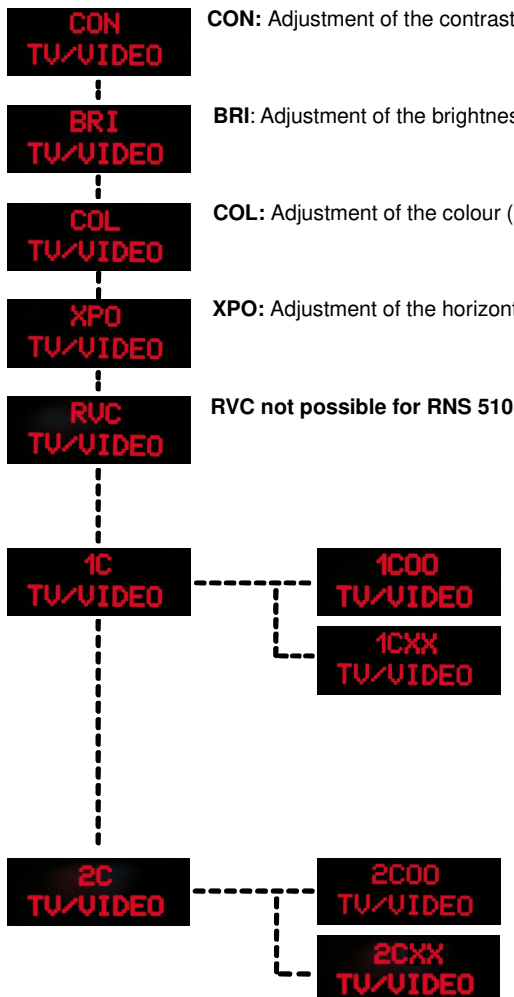 CON
TV/VIDEO
CON: Adjustment of the contrast
BRI
TV/VIDEO
BRI: Adjustment of the
COL
TV/VIDEO
COL: Adjustment of the colour (
XPO
TV/VIDEO
XPO: Adjustment of the
RVC
TV/VIDEO
RVC not possible for RNS 510
1C
TV/VIDEO
1C00
TV/VIDEO
1CXX
TV/VIDEO
2C
TV/VIDEO
2C00
TV/VIDEO
2CXX
TV/VIDEO